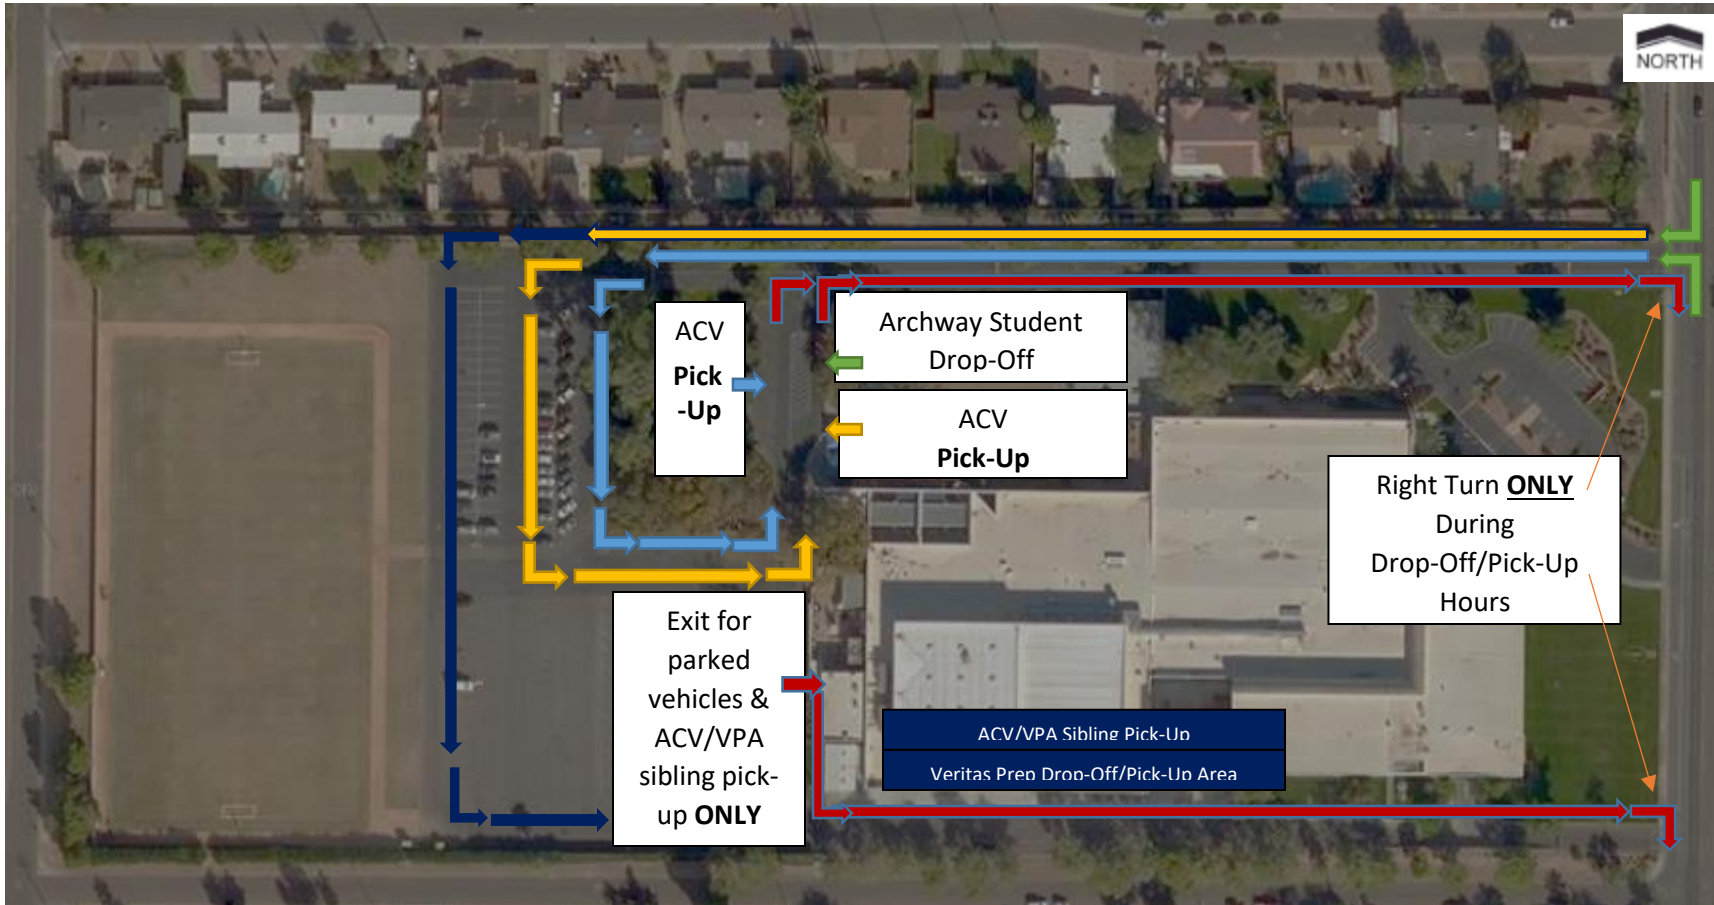 NORTH
ACV
Pick
-Up
Archway Student
Drop-Off
ACV
Pick-Up
Right Turn ONLY
During
Drop-Off/Pick-Up
Hours
Exit for
parked
vehicles &
ACV/VPA
sibling pick-
up ONLY
ACV/VPA Sibling Pick-Up
Veritas Prep Drop-Off/Pick-Up Area